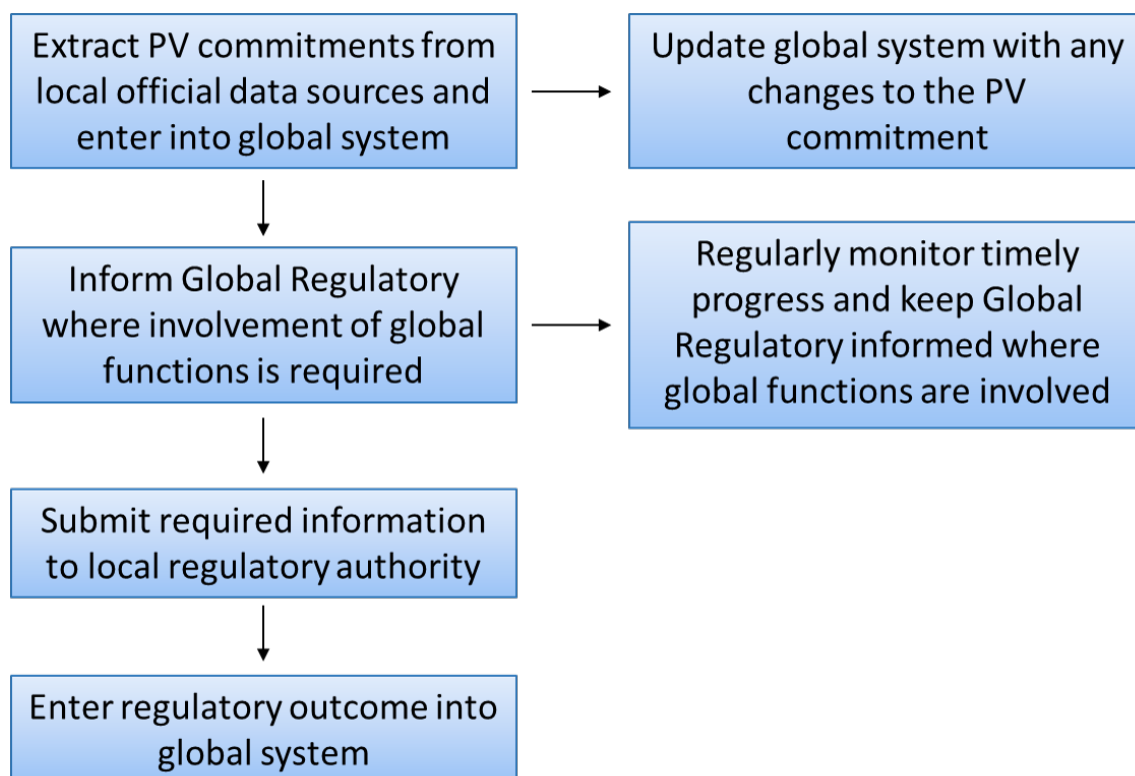 Extract PV commitments from
local official data sources and
enter into global system
Update global system with any
changes to the PV
commitment
Inform Global Regulatory
where involvement of global
functions is required
Regularly monitor timely
progress and keep Global
Regulatory informed where
global functions are involved
Submit required information
to local regulatory authority
Enter regulatory outcome into
global system